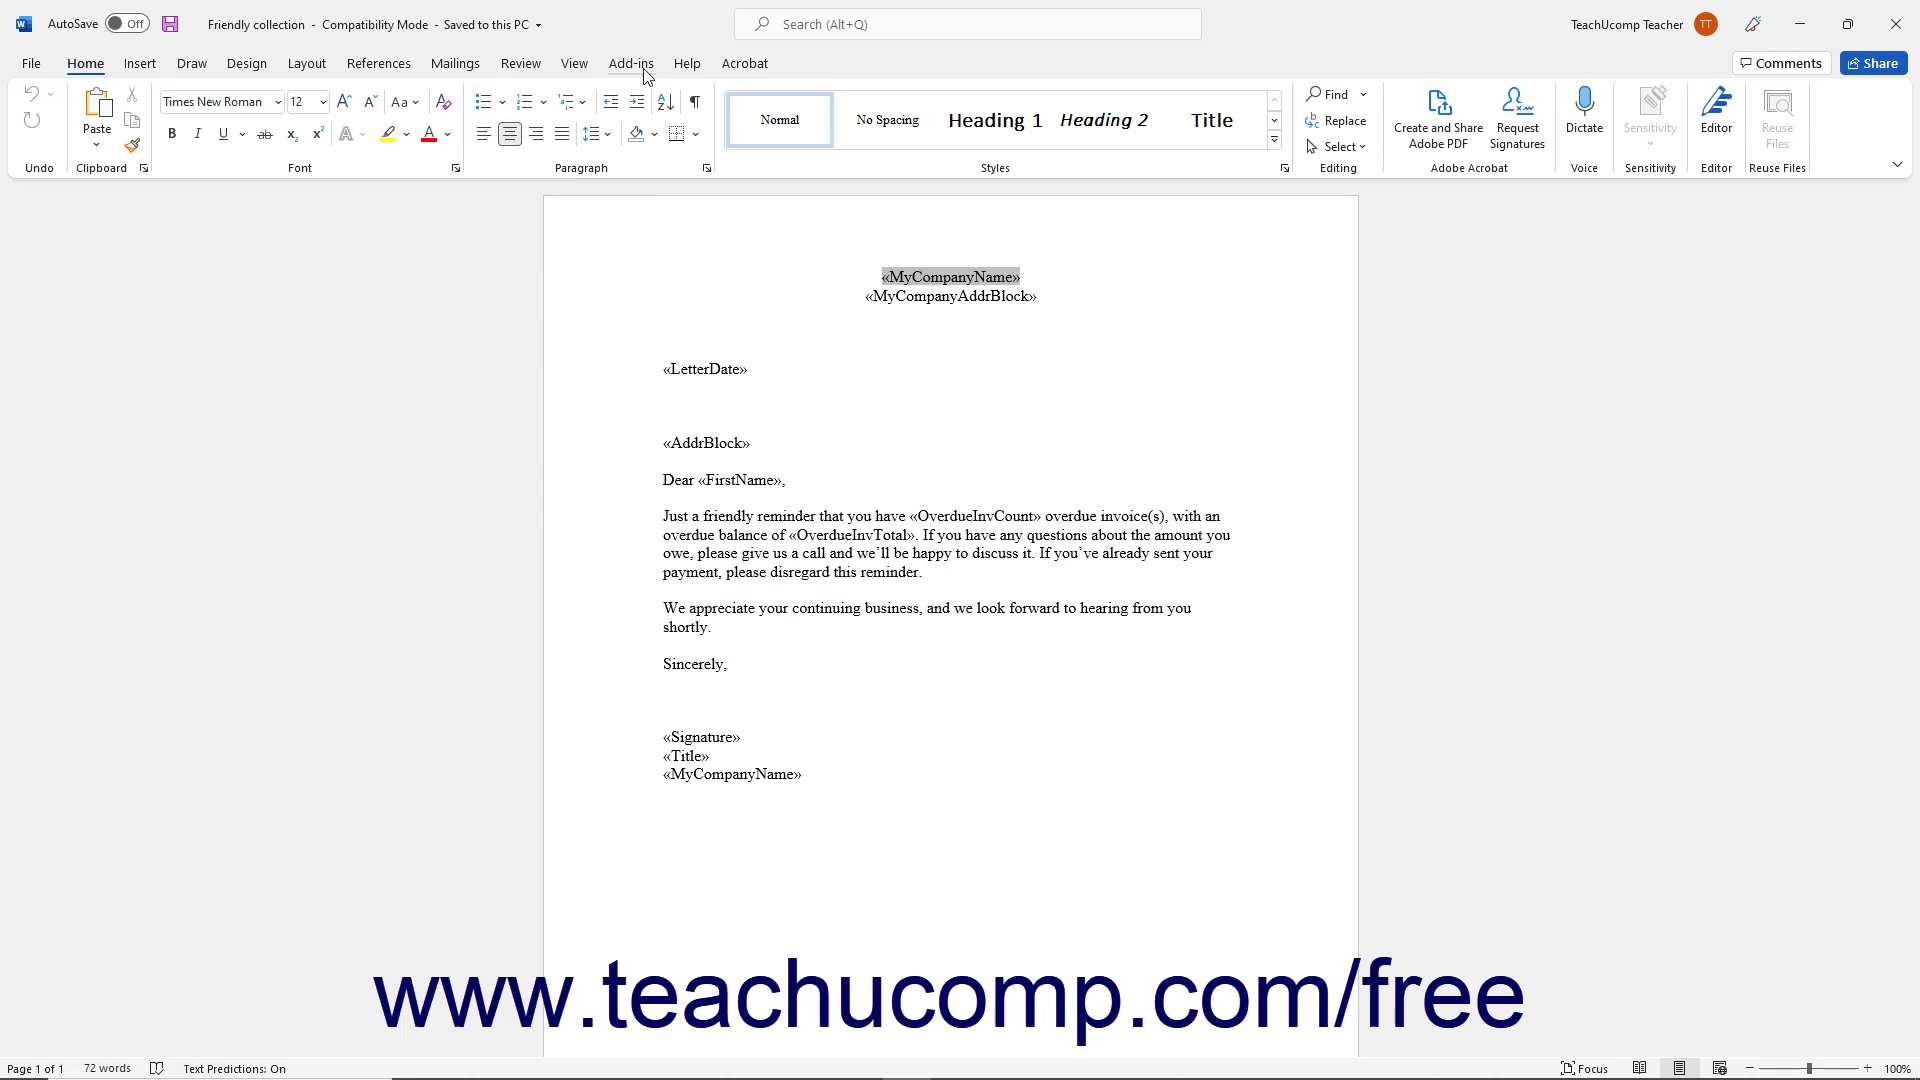 AutoSave Off Friendly collection - Compatibility Mode - Saved to this PC Search (Alt+Q) TeachUcomp Teacher TT
File Home Insert Draw Design Layout References Mailings Review View Add-ins Help Acrobat Comments Share
Times New Roman 12 Aa
Paste
B I U ab x₂ x² A A
Normal No Spacing Heading 1 Heading 2 Title
Find
Replace
Select
Create and Share
Adobe PDF
Request
Signatures
Dictate
Sensitivity
Editor
Reuse
Files
Undo Clipboard Font Paragraph Styles Editing Adobe Acrobat Voice Sensitivity Editor Reuse Files
«MyCompanyName»
«MyCompanyAddrBlock»
«LetterDate»
«AddrBlock»
Dear «FirstName»,
Just a friendly reminder that you have «OverdueInvCount» overdue invoice(s), with an
overdue balance of «OverdueInvTotal». If you have any questions about the amount you
owe, please give us a call and we’ll be happy to discuss it. If you’ve already sent your
payment, please disregard this reminder.
We appreciate your continuing business, and we look forward to hearing from you
shortly.
Sincerely,
«Signature»
«Title»
«MyCompanyName»
www.teachucomp.com/free
Page 1 of 1 72 words Text Predictions: On Focus 100%